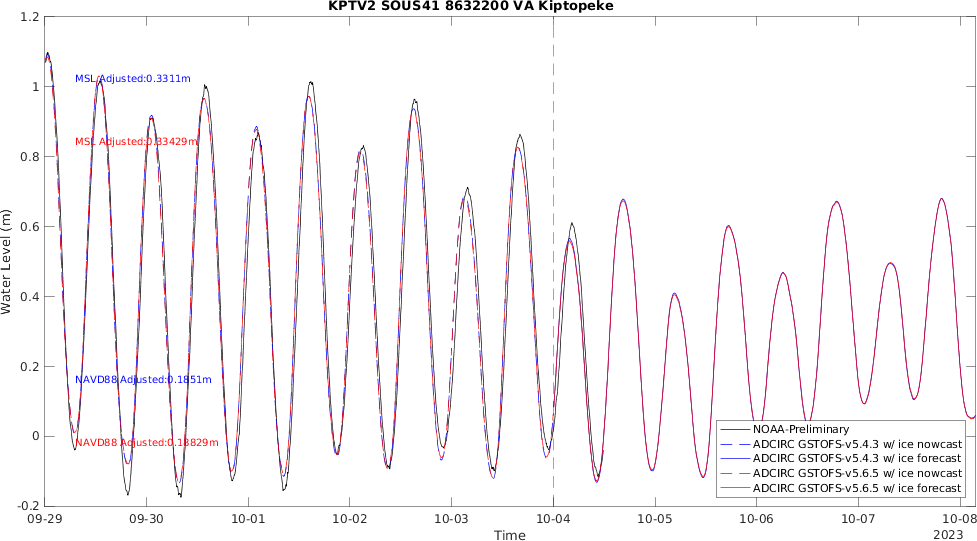 KPTV2 SOUS41 8632200 VA Kiptopeke
1.2
1
0.8
0.6
0.4
0.2
0
-0.2
Water Level (m)
MSL Adjusted:0.3311m
MSL Adjusted:0.33429m
NAVD88 Adjusted:0.1851m
NAVD88 Adjusted:0.18829m
NOAA-Preliminary
ADCIRC GSTOFS-v5.4.3 w/ ice nowcast
ADCIRC GSTOFS-v5.4.3 w/ ice forecast
ADCIRC GSTOFS-v5.6.5 w/ ice nowcast
ADCIRC GSTOFS-v5.6.5 w/ ice forecast
09-29 09-30 10-01 10-02 10-03 10-04 10-05 10-06 10-07 10-08
Time
2023